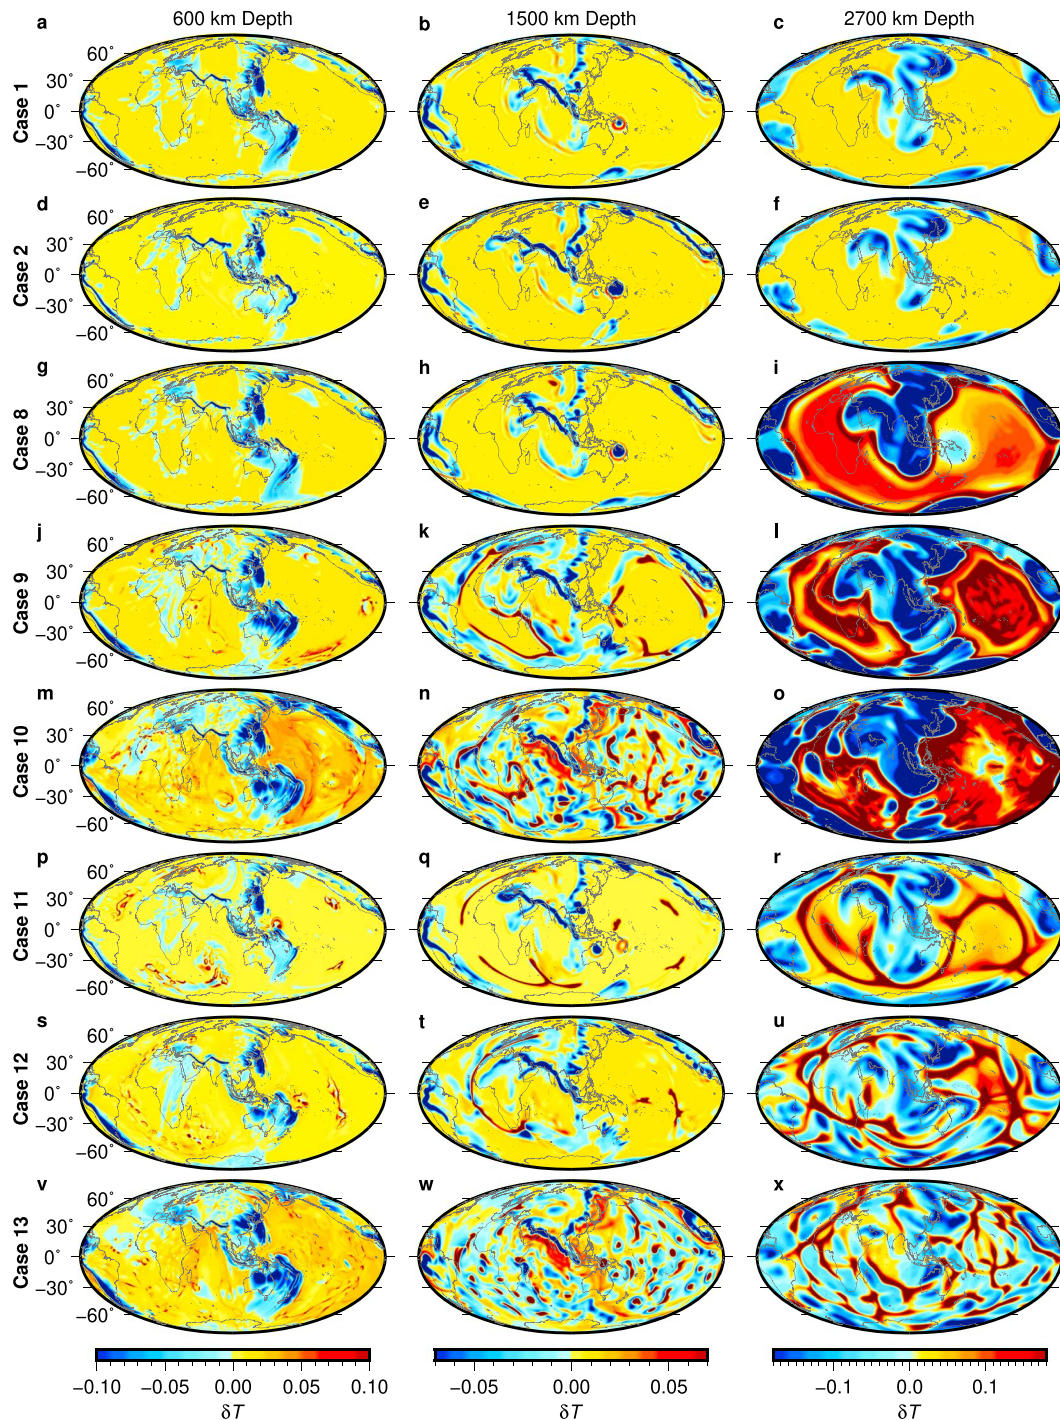 600 km Depth 1500 km Depth 2700 km Depth
a b c
Case 1
60° 30° 0° −30° −60°
d e f
Case 2
60° 30° 0° −30° −60°
g h i
Case 8
60° 30° 0° −30° −60°
j k l
Case 9
60° 30° 0° −30° −60°
m n o
Case 10
60° 30° 0° −30° −60°
p q r
Case 11
60° 30° 0° −30° −60°
s t u
Case 12
60° 30° 0° −30° −60°
v w x
Case 13
60° 30° 0° −30° −60°
−0.10 −0.05 0.00 0.05 0.10 −0.05 0.00 0.05 −0.1 0.0 0.1
δT δT δT